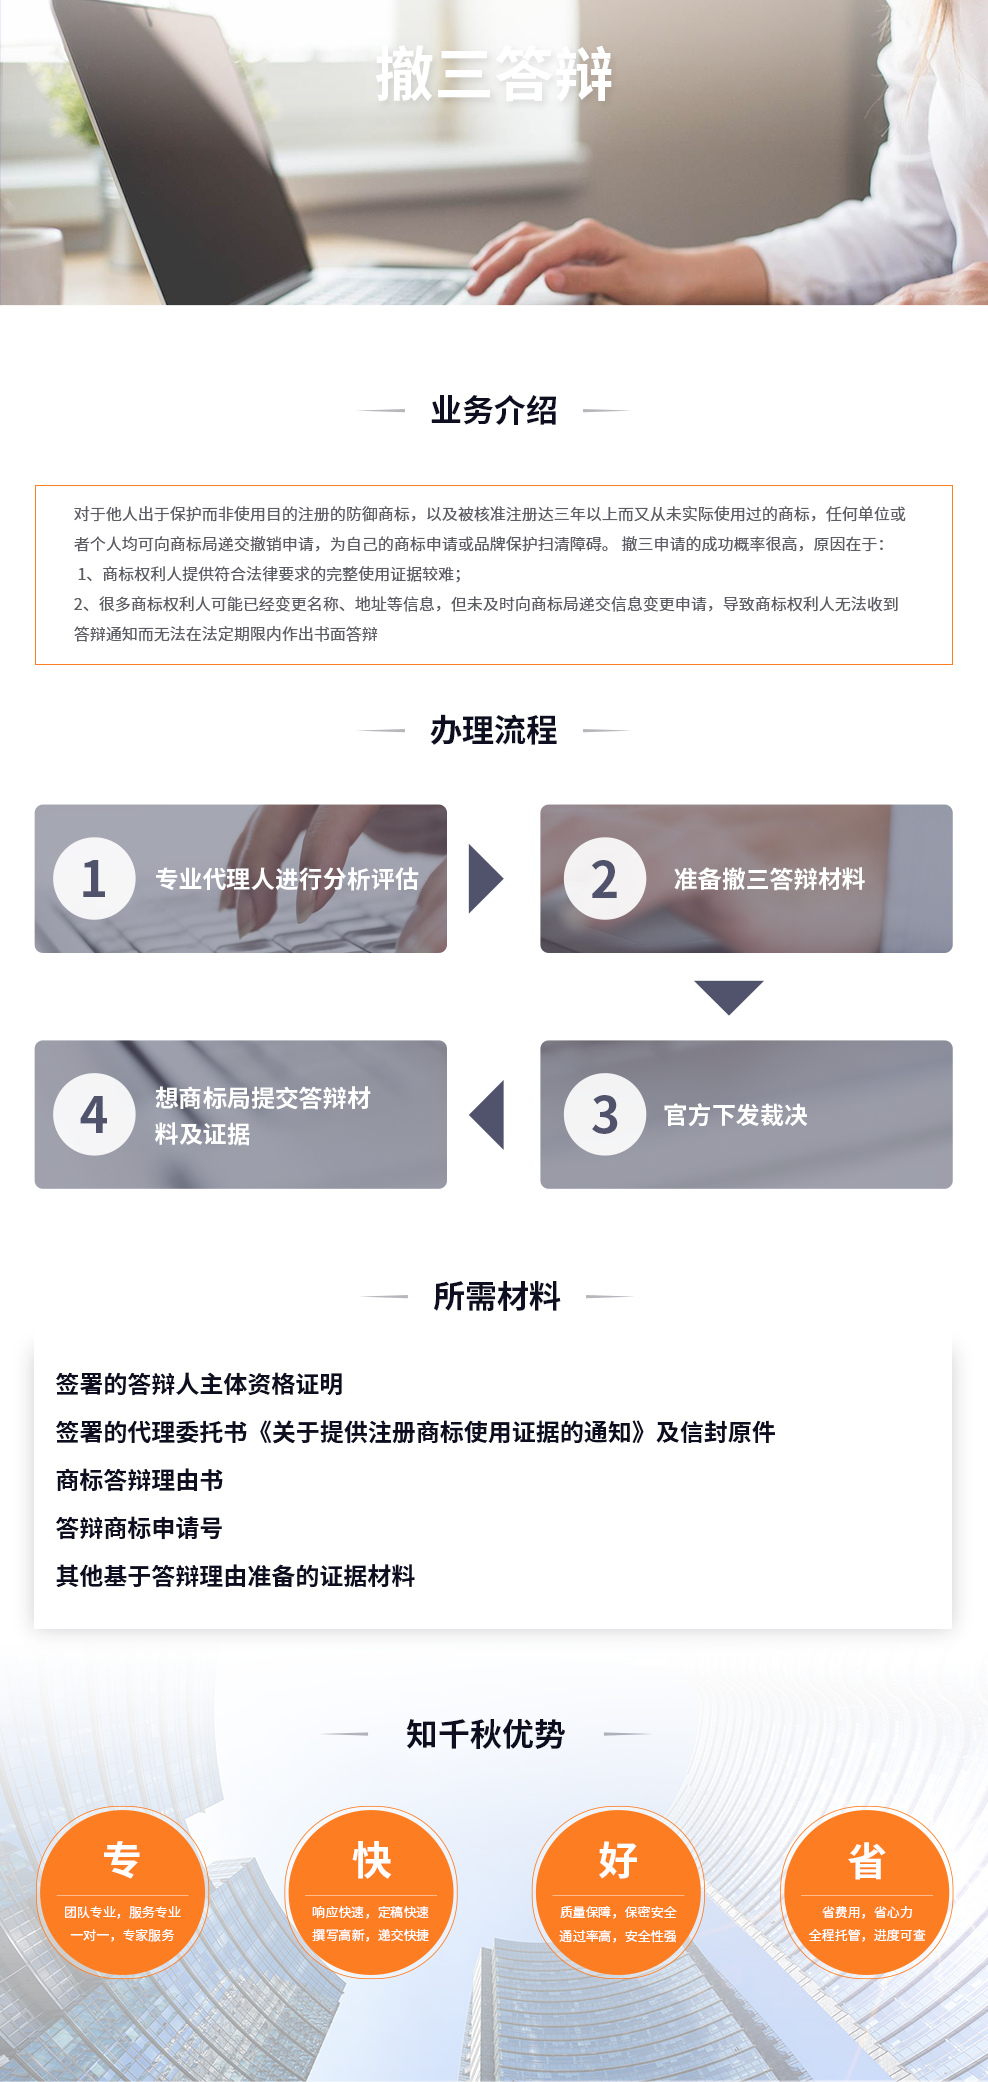 撤三答辩
业务介绍
对于他人出于保护而非使用目的注册的防御商标，以及被核准注册达三年以上而又从未实际使用过的商标，任何单位或
者个人均可向商标局递交撤销申请，为自己的商标申请或品牌保护扫清障碍。 撤三申请的成功概率很高，原因在于：
1、商标权利人提供符合法律要求的完整使用证据较难；
2、很多商标权利人可能已经变更名称、地址等信息，但未及时向商标局递交信息变更申请，导致商标权利人无法收到
答辩通知而无法在法定期限内作出书面答辩
办理流程
1 专业代理人进行分析评估
2 准备撤三答辩材料
4 想商标局提交答辩材
料及证据
3 官方下发裁决
所需材料
签署的答辩人主体资格证明
签署的代理委托书《关于提供注册商标使用证据的通知》及信封原件
商标答辩理由书
答辩商标申请号
其他基于答辩理由准备的证据材料
知千秋优势
专
团队专业，服务专业
一对一，专家服务
快
响应快速，定稿快速
撰写高新，递交快捷
好
质量保障，保密安全
通过率高，安全性强
省
省费用，省心力
全程托管，进度可查